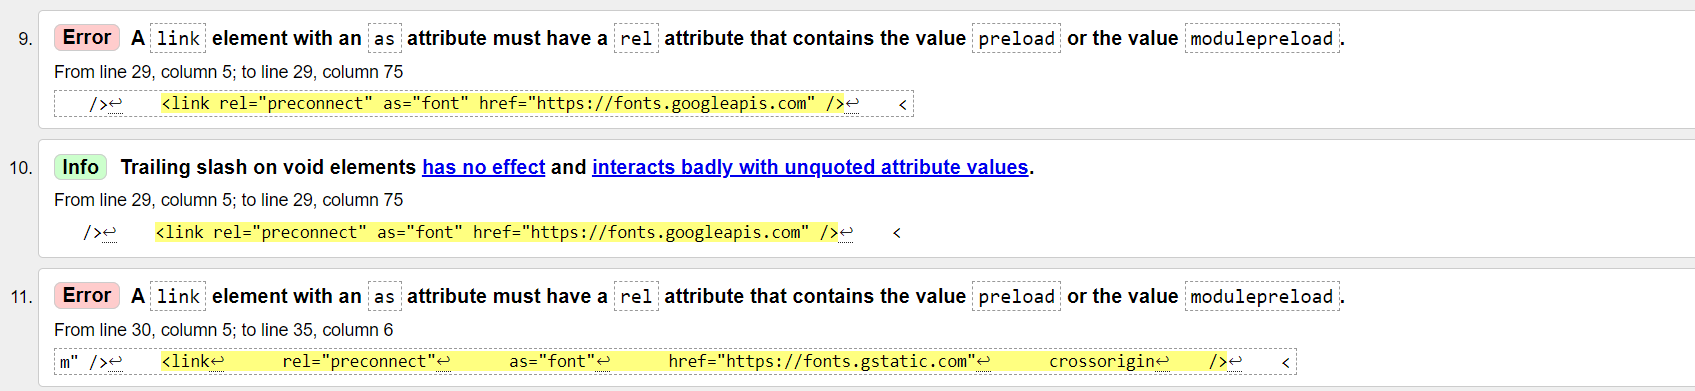 9. Error A link element with an as attribute must have a rel attribute that contains the value preload or the value modulepreload.
From line 29, column 5; to line 29, column 75
/>↩ <link rel="preconnect" as="font" href="https://fonts.googleapis.com" />↩ <
10. Info Trailing slash on void elements has no effect and interacts badly with unquoted attribute values.
From line 29, column 5; to line 29, column 75
/>↩ <link rel="preconnect" as="font" href="https://fonts.googleapis.com" />↩ <
11. Error A link element with an as attribute must have a rel attribute that contains the value preload or the value modulepreload.
From line 30, column 5; to line 35, column 6
m" />↩ <link↩ rel="preconnect"↩ as="font"↩ href="https://fonts.gstatic.com"↩ crossorigin↩ />↩ <